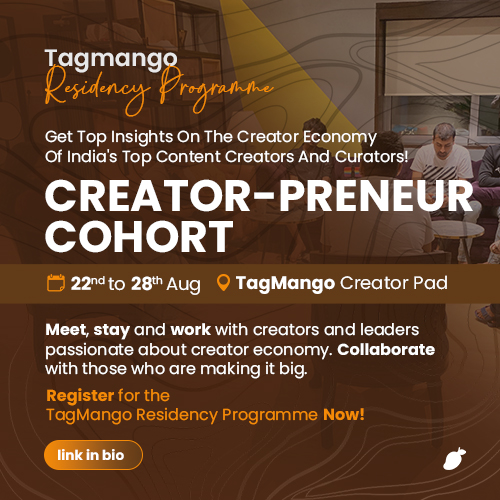 Tagmango
Residency Programme
Get Top Insights On The Creator Economy
Of India's Top Content Creators And Curators!
CREATOR-PRENEUR
COHORT
22nd to 28th Aug TagMango Creator Pad
Meet, stay and work with creators and leaders
passionate about creator economy. Collaborate
with those who are making it big.
Register for the
TagMango Residency Programme Now!
link in bio